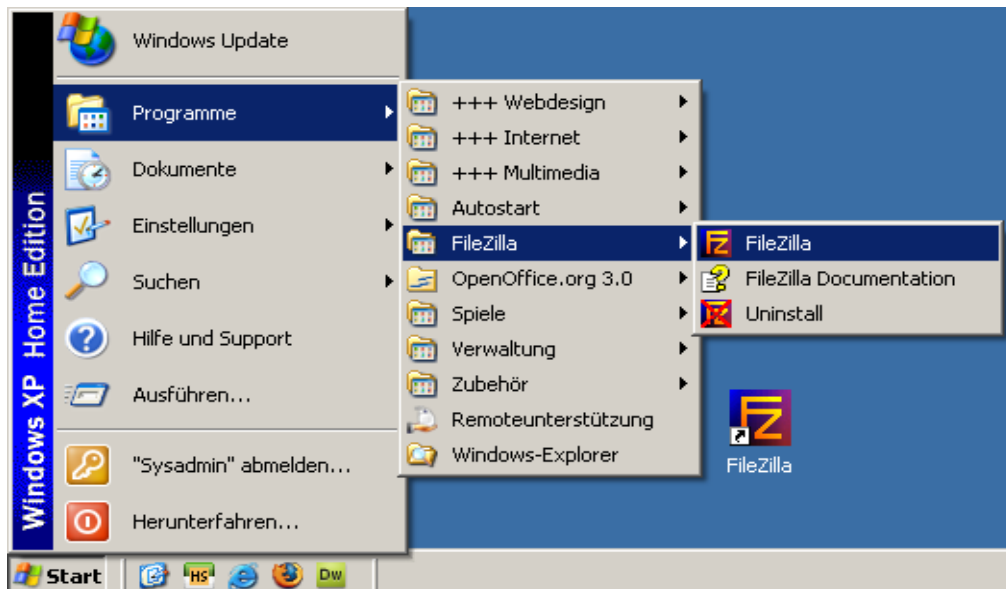 Windows XP Home Edition
Windows Update
Programme
Dokumente
Einstellungen
Suchen
Hilfe und Support
Ausführen...
"Sysadmin" abmelden...
Herunterfahren...
+++ Webdesign
+++ Internet
+++ Multimedia
Autostart
FileZilla
OpenOffice.org 3.0
Spiele
Verwaltung
Zubehör
Remoteunterstützung
Windows-Explorer
FileZilla
FileZilla Documentation
Uninstall
FZ
FileZilla
Start
HS
Dw